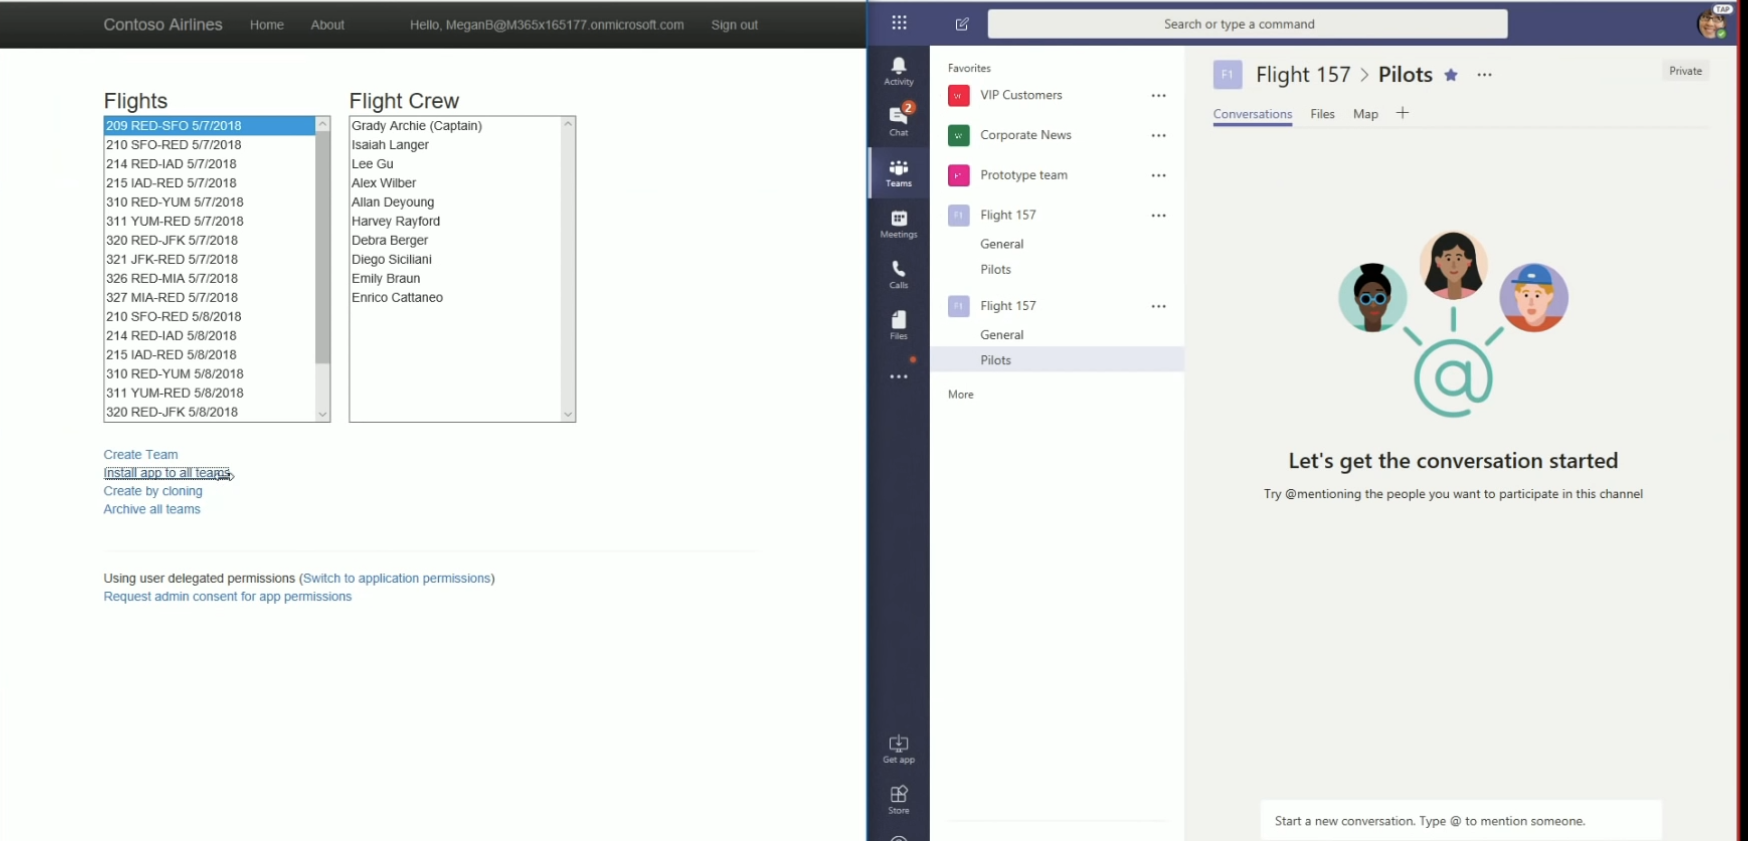 Contoso Airlines
Home
About
Hello, MeganB@M365x165177.onmicrosoft.com
Sign out
Flights
209 RED-SFO 5/7/2018
210 SFO-RED 5/7/2018
214 RED-IAD 5/7/2018
215 IAD-RED 5/7/2018
310 RED-YUM 5/7/2018
311 YUM-RED 5/7/2018
320 RED-JFK 5/7/2018
321 JFK-RED 5/7/2018
326 RED-MIA 5/7/2018
327 MIA-RED 5/7/2018
210 SFO-RED 5/8/2018
214 RED-IAD 5/8/2018
215 IAD-RED 5/8/2018
310 RED-YUM 5/8/2018
311 YUM-RED 5/8/2018
320 RED-JFK 5/8/2018
Flight Crew
Grady Archie (Captain)
Isaiah Langer
Lee Gu
Alex Wilber
Allan Deyoung
Harvey Rayford
Debra Berger
Diego Siciliani
Emily Braun
Enrico Cattaneo
Create Team
Install app to all teams
Create by cloning
Archive all teams
Using user delegated permissions (Switch to application permissions)
Request admin consent for app permissions
Search or type a command
TAP
Activity
2
Chat
Teams
Meetings
Calls
Files
Get app
Store
Favorites
VIP Customers
Corporate News
Prototype team
F1
Flight 157
General
Pilots
F1
Flight 157
General
Pilots
More
F1
Flight 157 > Pilots
Private
Conversations
Files
Map
@
Let's get the conversation started
Try @mentioning the people you want to participate in this channel
Start a new conversation. Type @ to mention someone.